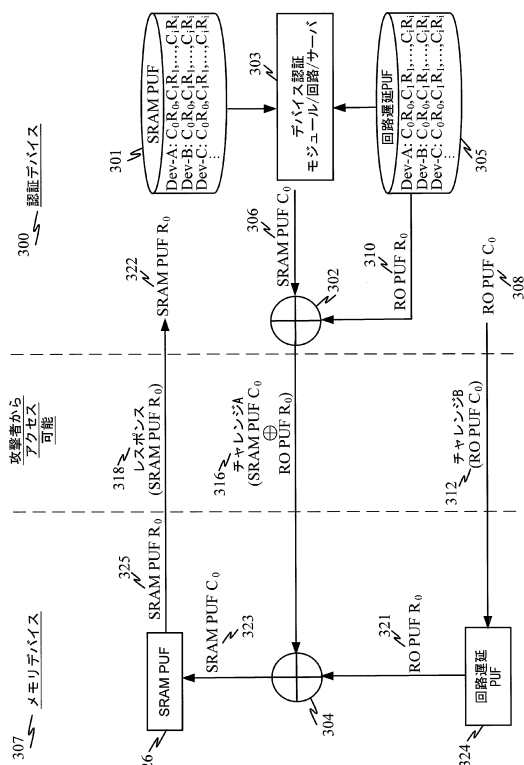 307 メモリデバイス
攻撃者から
アクセス
可能
300 認証デバイス
26
SRAM PUF
325
SRAM PUF R0
318
レスポンス
(SRAM PUF R0)
322
SRAM PUF R0
301
SRAM PUF
Dev-A: C0R0,C1R1,…,CiRi
Dev-B: C0R0,C1R1,…,CiRi
Dev-C: C0R0,C1R1,…,CiRi
...
SRAM PUF C0
323
304
316
チャレンジA
(SRAM PUF C0
⊕
RO PUF R0)
302
306
SRAM PUF C0
303
デバイス認証
モジュール/回路/サーバ
321
RO PUF R0
310
RO PUF R0
回路遅延
PUF
324
312
チャレンジB
(RO PUF C0)
RO PUF C0
308
回路遅延PUF
Dev-A: C0R0,C1R1,…,CiRi
Dev-B: C0R0,C1R1,…,CiRi
Dev-C: C0R0,C1R1,…,CiRi
...
305